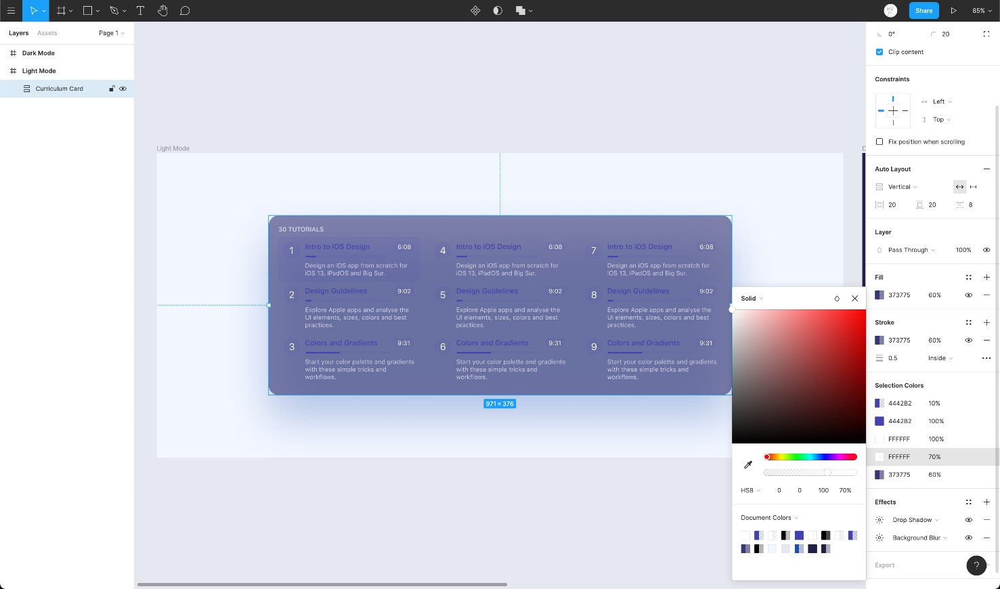 Share
85%
Layers
Assets
Page 1
Dark Mode
Light Mode
Curriculum Card
Light Mode
30 TUTORIALS
1
Intro to iOS Design
6:08
Design an iOS app from scratch for
iOS 13, iPadOS and Big Sur.
4
Intro to iOS Design
6:08
Design an iOS app from scratch for
iOS 13, iPadOS and Big Sur.
7
Intro to iOS Design
6:08
Design an iOS app from scratch for
iOS 13, iPadOS and Big Sur.
2
Design Guidelines
9:02
Explore Apple apps and analyse the
UI elements, sizes, colors and best
practices.
5
Design Guidelines
9:02
Explore Apple apps and analyse the
UI elements, sizes, colors and best
practices.
8
Design Guidelines
9:02
Explore Apple apps and analyse the
UI elements, sizes, colors and best
practices.
3
Colors and Gradients
9:31
Start your color palette and gradients
with these simple tricks and
workflows.
6
Colors and Gradients
9:31
Start your color palette and gradients
with these simple tricks and
workflows.
9
Colors and Gradients
9:31
Start your color palette and gradients
with these simple tricks and
workflows.
971 × 376
Solid
HSB 0 0 100 70%
Document Colors
0° 20
Clip content
Constraints
Left
Top
Fix position when scrolling
Auto Layout
Vertical
20 20 8
Layer
Pass Through 100%
Fill
373775 60%
Stroke
373775 60%
0.5 Inside
Selection Colors
4442B2 10%
4442B2 100%
FFFFFF 100%
FFFFFF 70%
373775 60%
Effects
Drop Shadow
Background Blur
Export
?